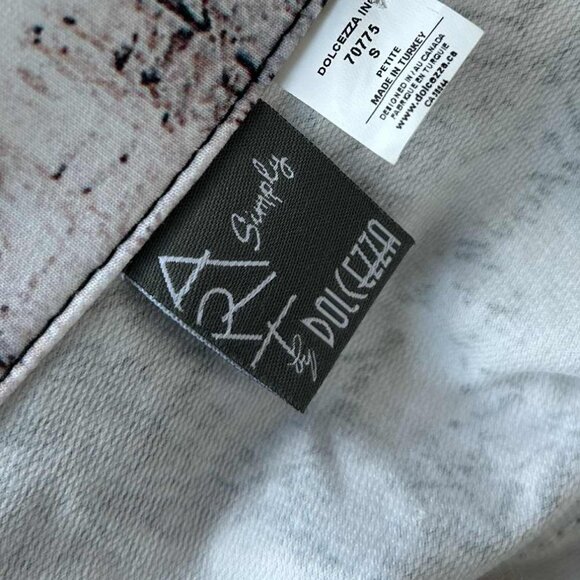 DOLCEZZA INC
70775
S
PETITE
MADE IN TURKEY
DESIGNED IN/AU CANADA
FABRIQUE EN TURQUIE
www.dolcezza.ca
Simply
ART
by DOLCEZZA